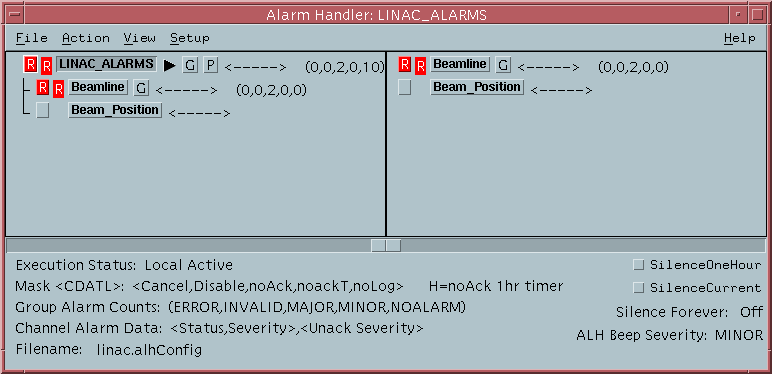 Alarm Handler: LINAC_ALARMS
File Action View Setup Help
R R LINAC_ALARMS G P <-----> (0,0,2,0,10)
R R Beamline G <-----> (0,0,2,0,0)
Beam_Position <----->
R R Beamline G <-----> (0,0,2,0,0)
Beam_Position <----->
Execution Status: Local Active
Mask <CDATL>: <Cancel,Disable,noAck,noackT,noLog> H=noAck 1hr timer
Group Alarm Counts: (ERROR,INVALID,MAJOR,MINOR,NOALARM)
Channel Alarm Data: <Status,Severity>,<Unack Severity>
Filename: linac.alhConfig
SilenceOneHour
SilenceCurrent
Silence Forever: Off
ALH Beep Severity: MINOR